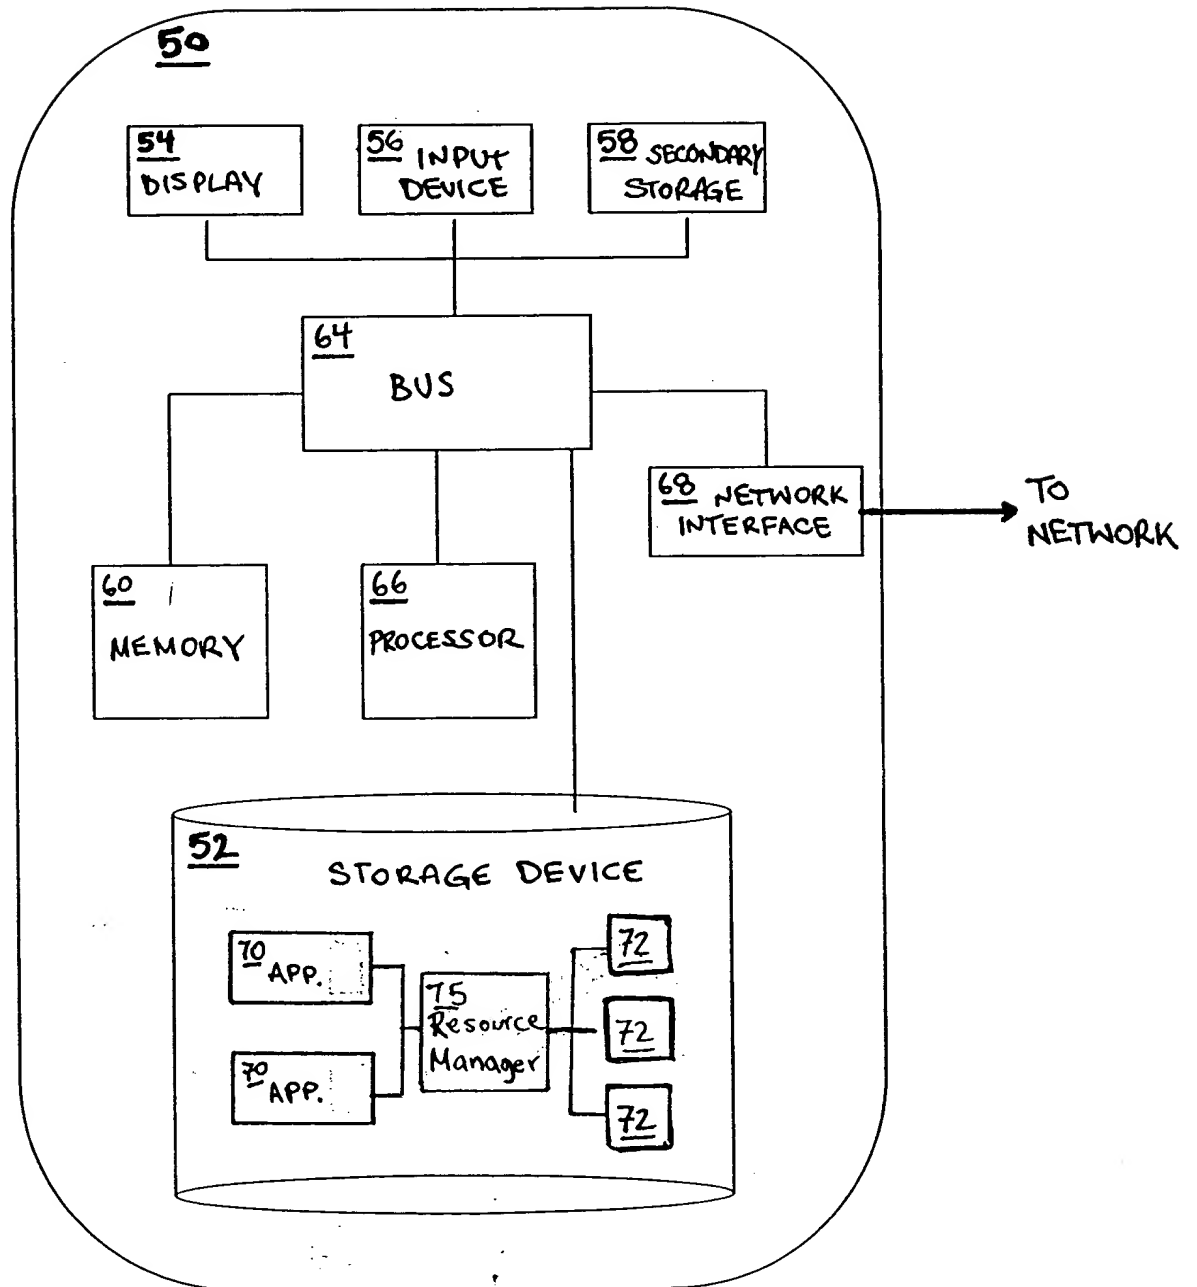 50
54
DISPLAY
56 INPUT
DEVICE
58 SECONDARY
STORAGE
64
BUS
68 NETWORK
INTERFACE
TO
NETWORK
60
MEMORY
66
PROCESSOR
52
STORAGE DEVICE
70 APP.
70 APP.
75
Resource
Manager
72
72
72